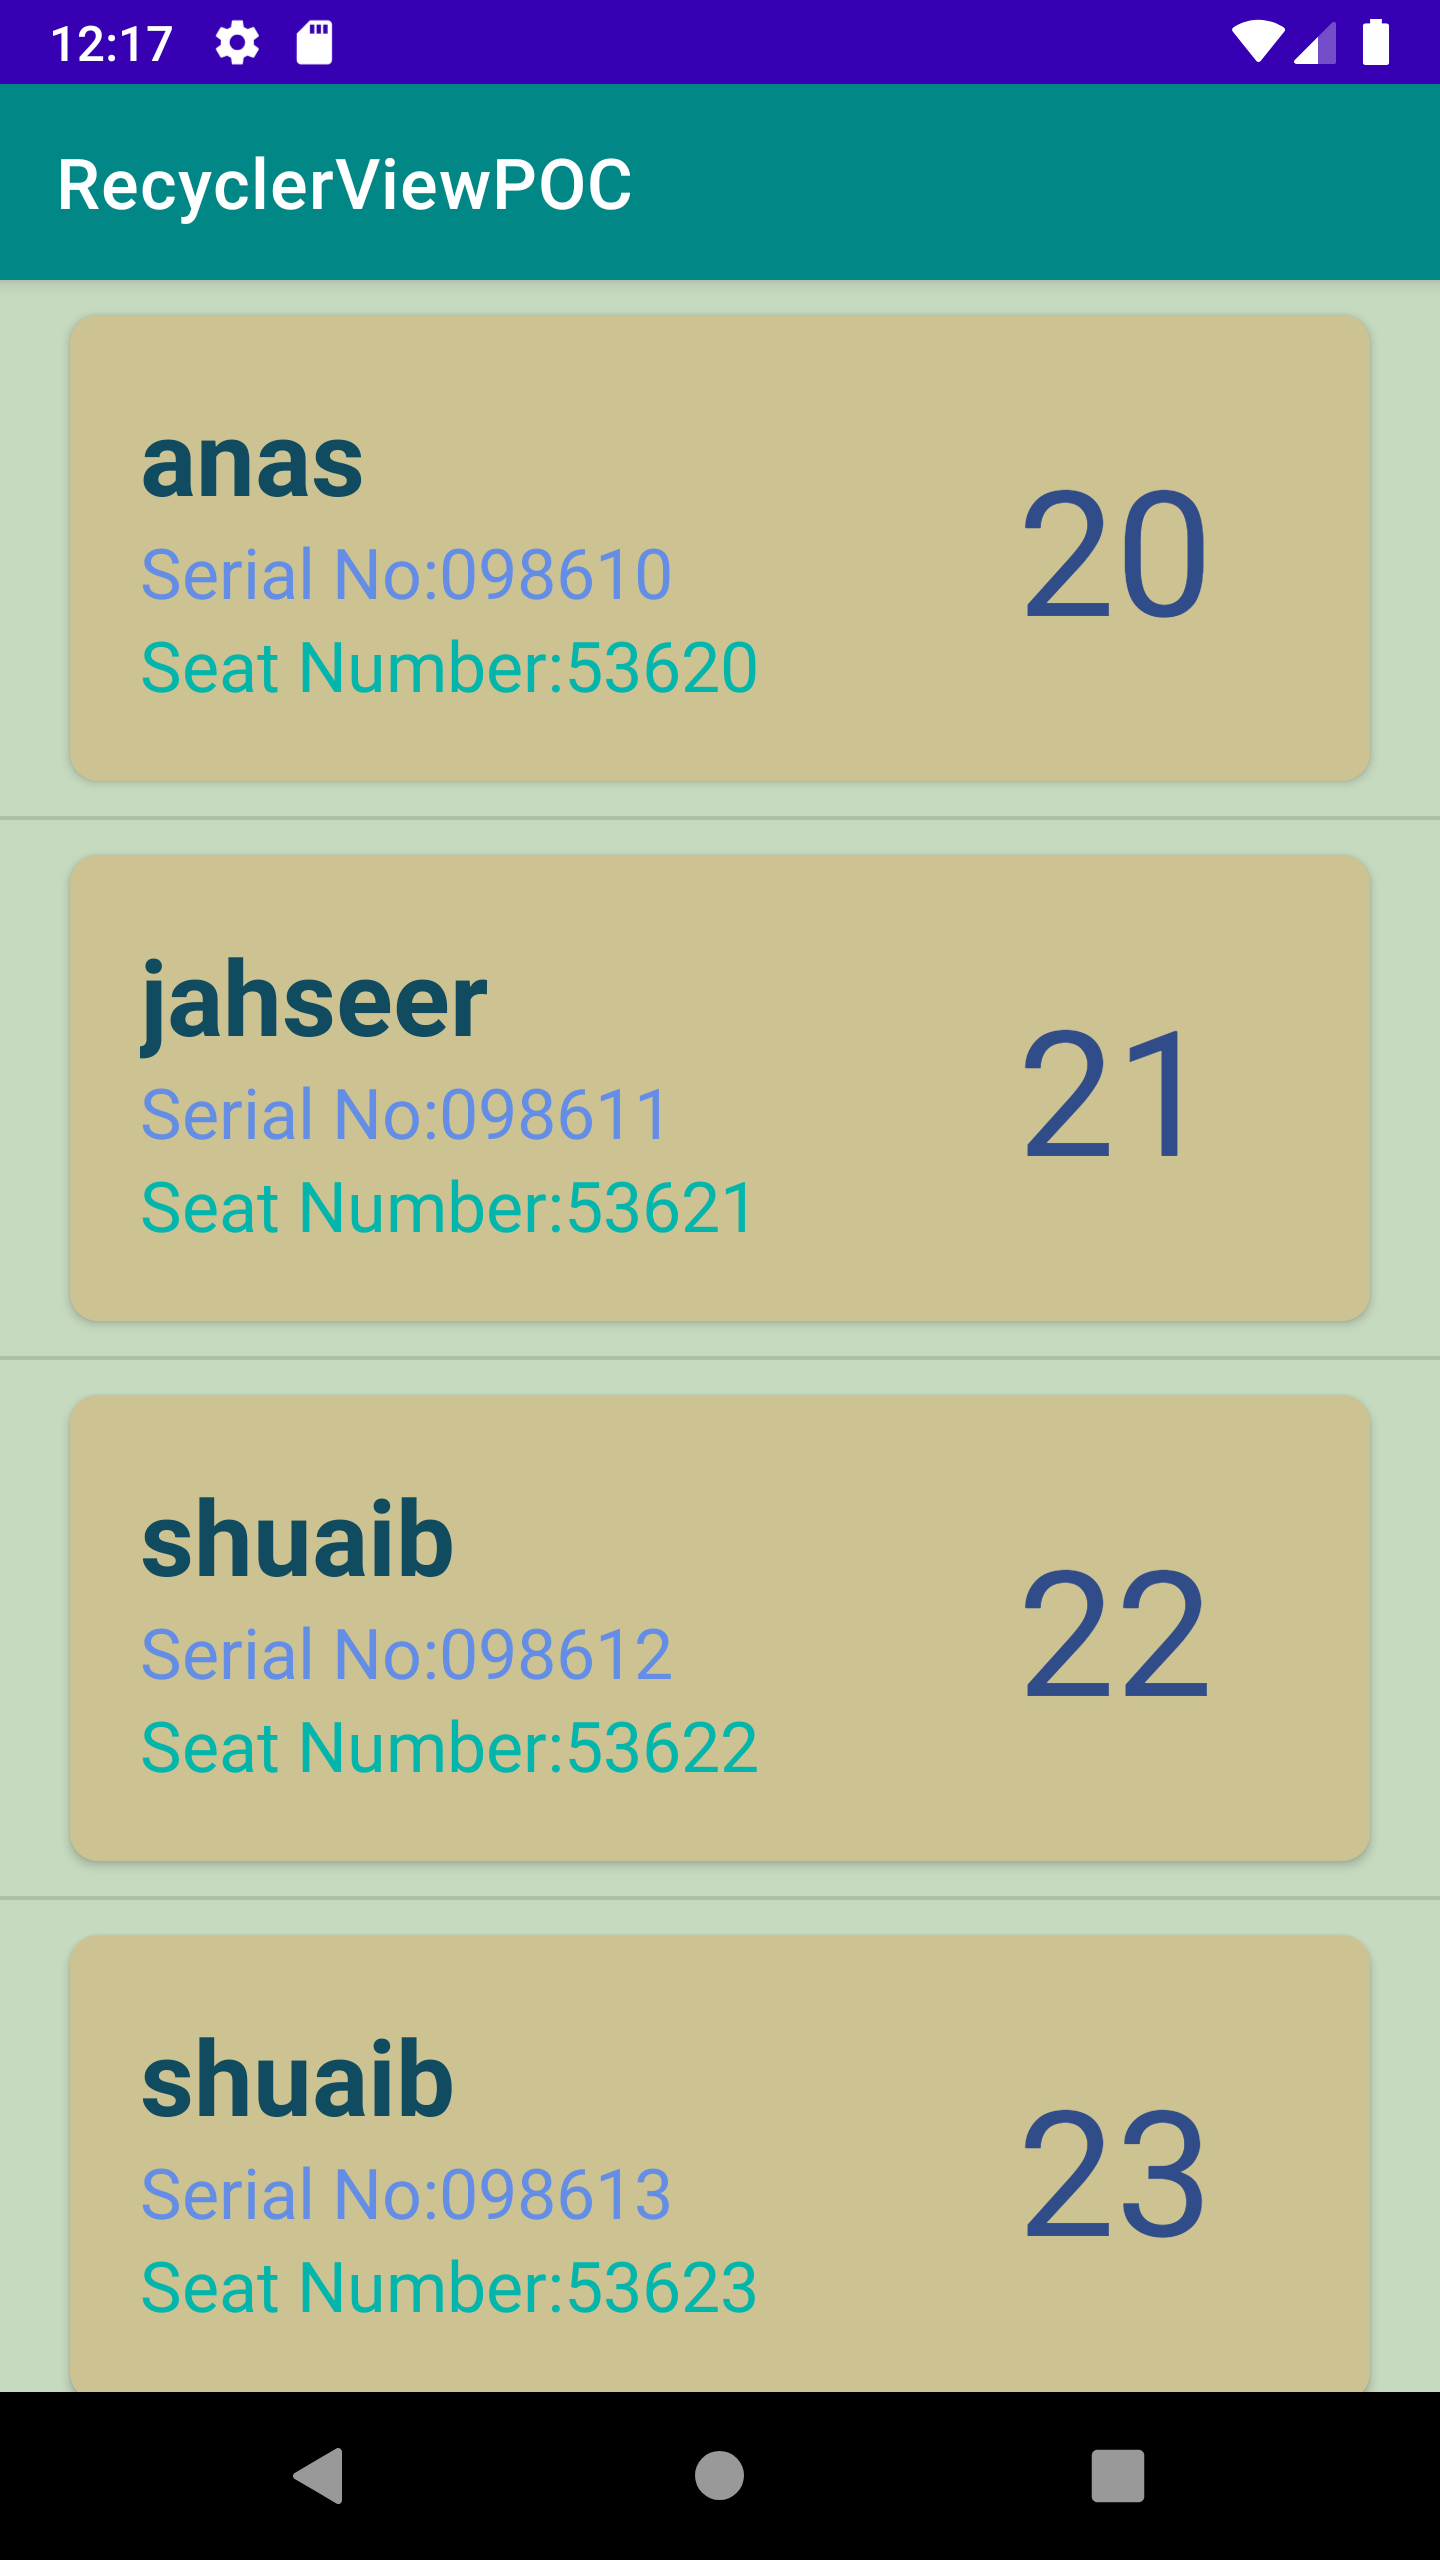 12:17
RecyclerViewPOC
anas
Serial No:098610
Seat Number:53620
20
jahseer
Serial No:098611
Seat Number:53621
21
shuaib
Serial No:098612
Seat Number:53622
22
shuaib
Serial No:098613
Seat Number:53623
23